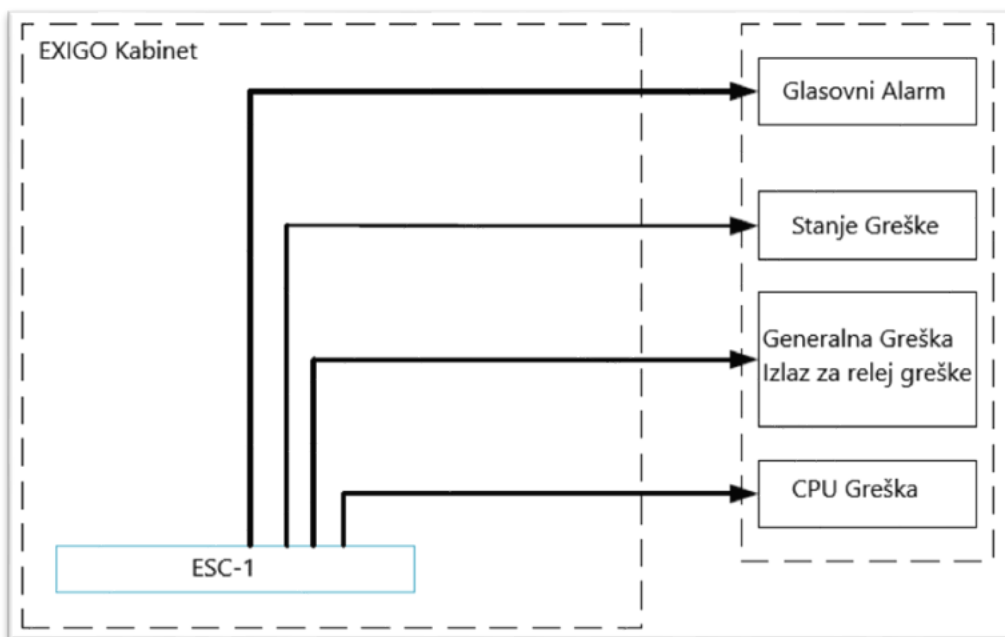 EXIGO Kabinet
Glasovni Alarm
Stanje Greške
Generalna Greška
Izlaz za relej greške
CPU Greška
ESC-1